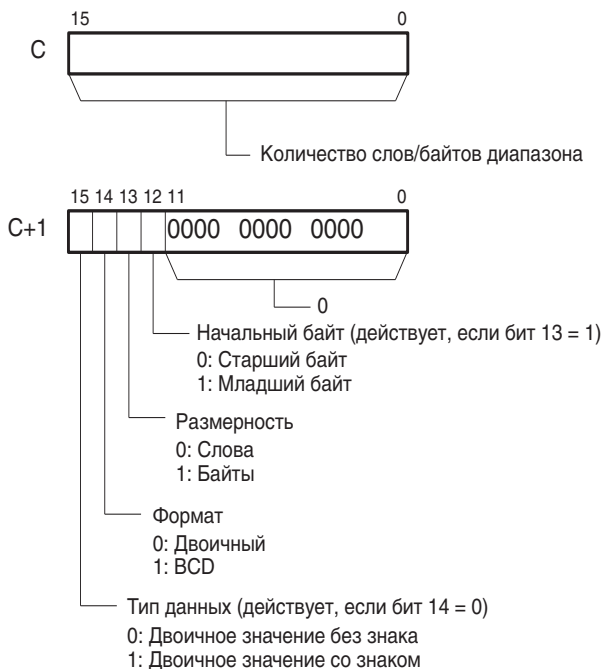 15 0
C
Количество слов/байтов диапазона
15 14 13 12 11 0
C+1
0000 0000 0000
0
Начальный байт (действует, если бит 13 = 1)
0: Старший байт
1: Младший байт
Размерность
0: Слова
1: Байты
Формат
0: Двоичный
1: BCD
Тип данных (действует, если бит 14 = 0)
0: Двоичное значение без знака
1: Двоичное значение со знаком